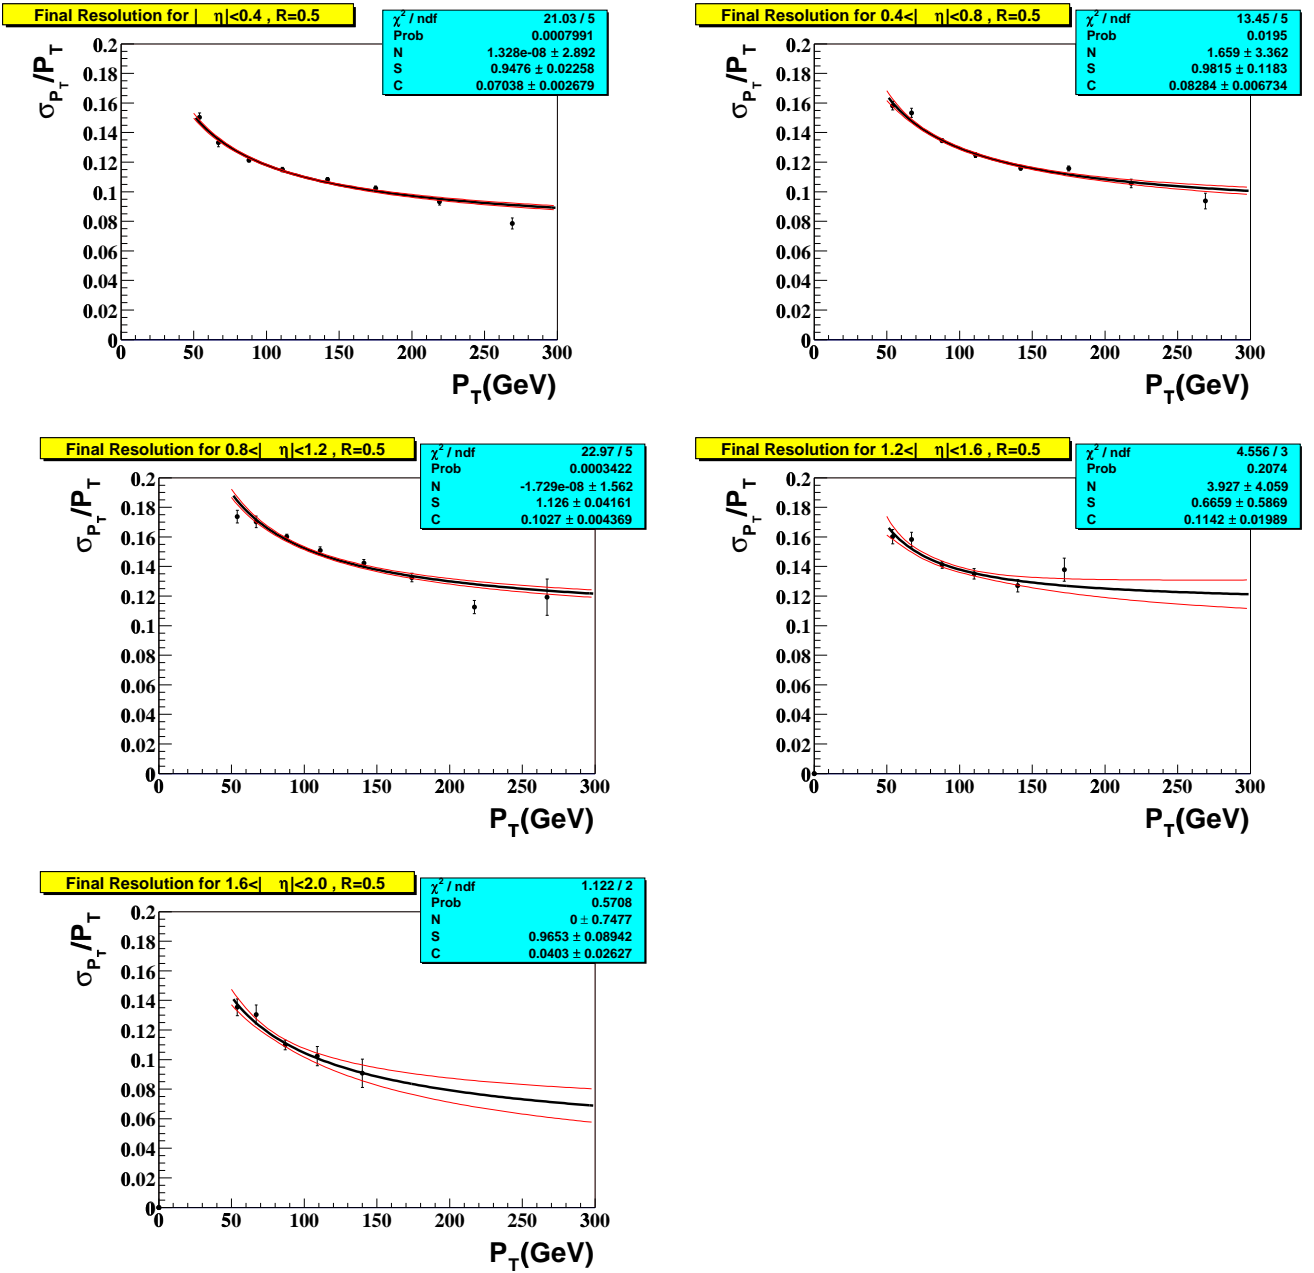 Final Resolution for | η|<0.4 , R=0.5
χ² / ndf 21.03 / 5
Prob 0.0007991
N 1.328e-08 ± 2.892
S 0.9476 ± 0.02258
C 0.07038 ± 0.002679
σ_P_T/P_T
0.2
0.18
0.16
0.14
0.12
0.1
0.08
0.06
0.04
0.02
0
0 50 100 150 200 250 300
P_T(GeV)
Final Resolution for 0.4<| η|<0.8 , R=0.5
χ² / ndf 13.45 / 5
Prob 0.0195
N 1.659 ± 3.362
S 0.9815 ± 0.1183
C 0.08284 ± 0.006734
σ_P_T/P_T
0.2
0.18
0.16
0.14
0.12
0.1
0.08
0.06
0.04
0.02
0
0 50 100 150 200 250 300
P_T(GeV)
Final Resolution for 0.8<| η|<1.2 , R=0.5
χ² / ndf 22.97 / 5
Prob 0.0003422
N -1.729e-08 ± 1.562
S 1.126 ± 0.04161
C 0.1027 ± 0.004369
σ_P_T/P_T
0.2
0.18
0.16
0.14
0.12
0.1
0.08
0.06
0.04
0.02
0
0 50 100 150 200 250 300
P_T(GeV)
Final Resolution for 1.2<| η|<1.6 , R=0.5
χ² / ndf 4.556 / 3
Prob 0.2074
N 3.927 ± 4.059
S 0.6659 ± 0.5869
C 0.1142 ± 0.01989
σ_P_T/P_T
0.2
0.18
0.16
0.14
0.12
0.1
0.08
0.06
0.04
0.02
0
0 50 100 150 200 250 300
P_T(GeV)
Final Resolution for 1.6<| η|<2.0 , R=0.5
χ² / ndf 1.122 / 2
Prob 0.5708
N 0 ± 0.7477
S 0.9653 ± 0.08942
C 0.0403 ± 0.02627
σ_P_T/P_T
0.2
0.18
0.16
0.14
0.12
0.1
0.08
0.06
0.04
0.02
0
0 50 100 150 200 250 300
P_T(GeV)